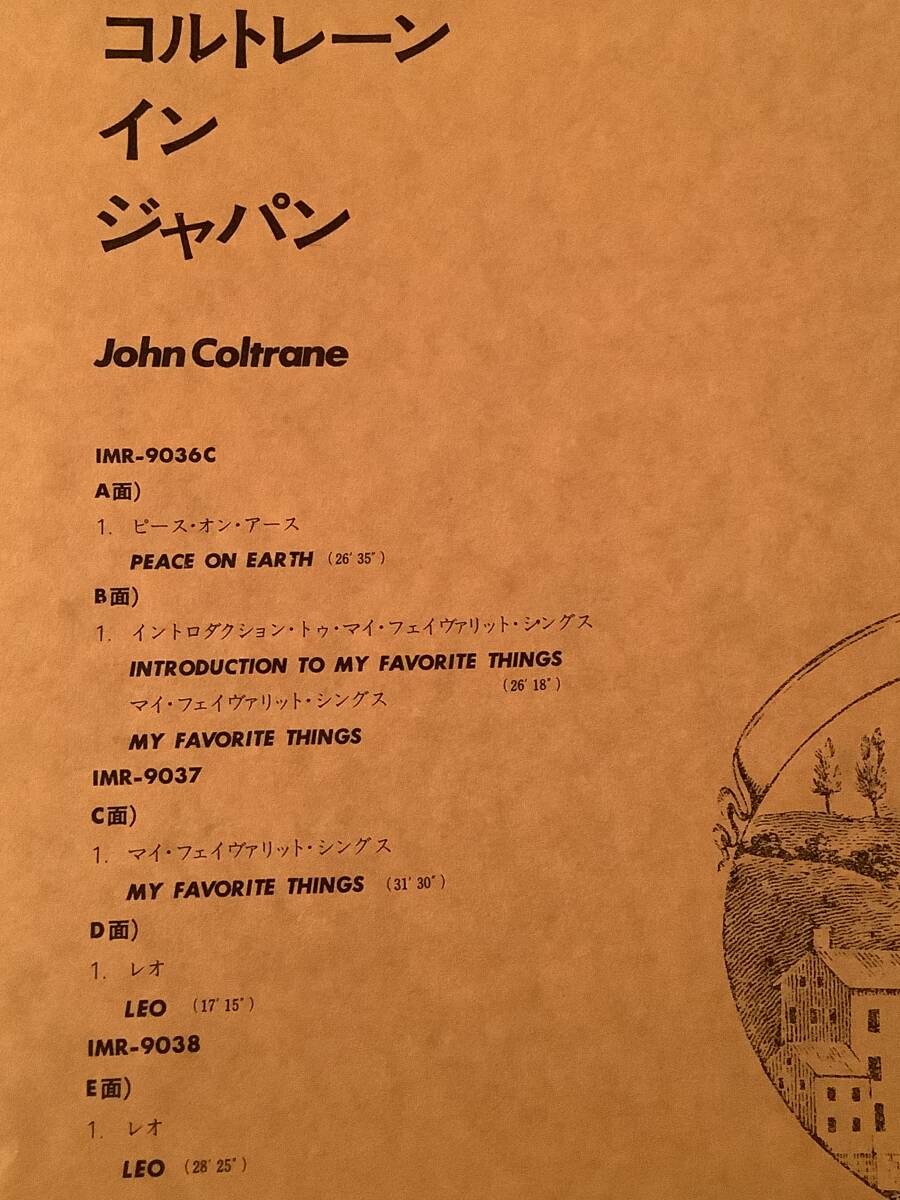 コルトレーン
イン
ジャパン
John Coltrane
IMR-9036C
A面)
1. ピース・オン・アース
PEACE ON EARTH (26′35″)
B面)
1. イントロダクション・トゥ・マイ・フェイヴァリット・シングス
INTRODUCTION TO MY FAVORITE THINGS
(26′18″)
マイ・フェイヴァリット・シングス
MY FAVORITE THINGS
IMR-9037
C面)
1. マイ・フェイヴァリット・シングス
MY FAVORITE THINGS (31′30″)
D面)
1. レオ
LEO (17′15″)
IMR-9038
E面)
1. レオ
LEO (28′25″)